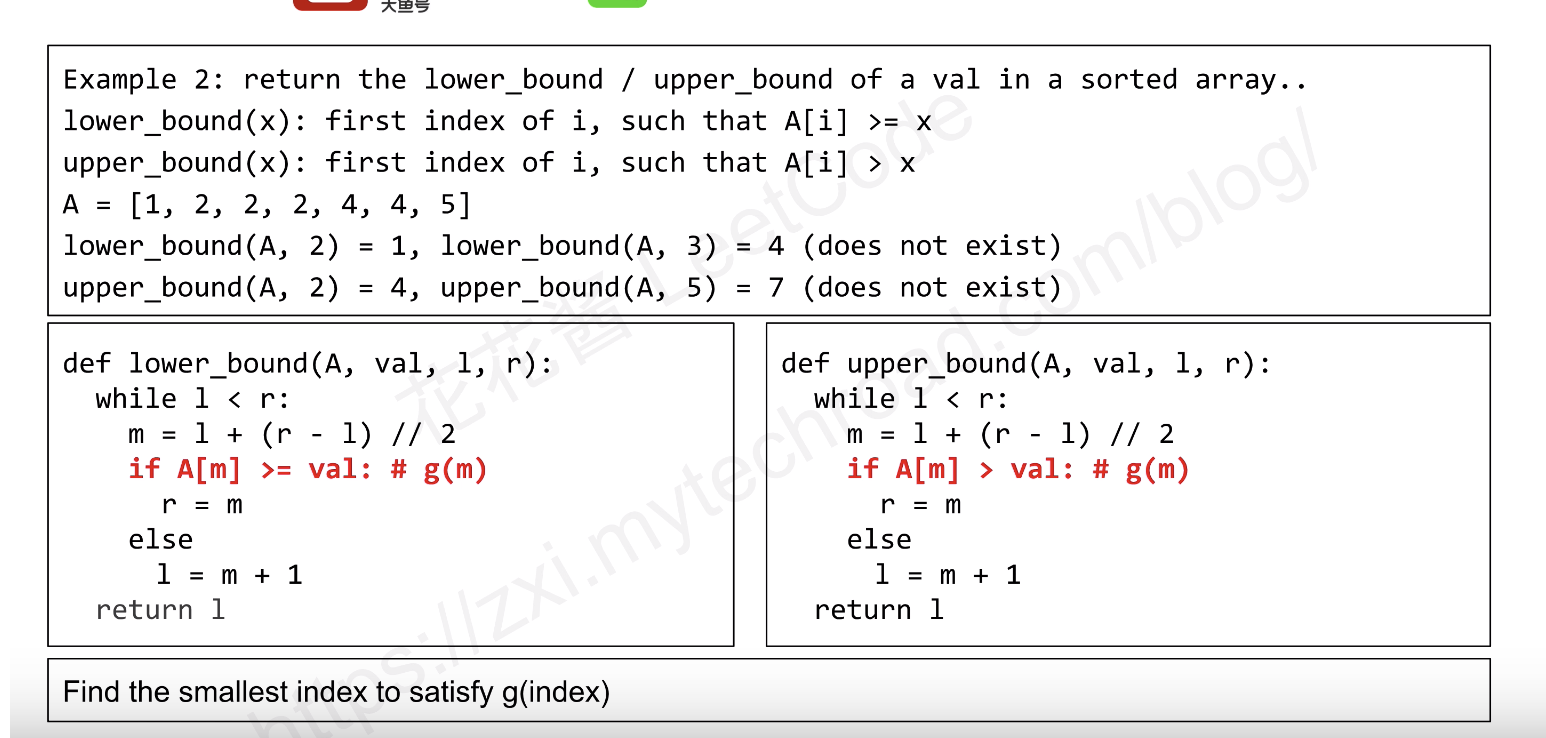 大鱼号
Example 2: return the lower_bound / upper_bound of a val in a sorted array..
lower_bound(x): first index of i, such that A[i] >= x
upper_bound(x): first index of i, such that A[i] > x
A = [1, 2, 2, 2, 4, 4, 5]
lower_bound(A, 2) = 1, lower_bound(A, 3) = 4 (does not exist)
upper_bound(A, 2) = 4, upper_bound(A, 5) = 7 (does not exist)
def lower_bound(A, val, l, r):
while l < r:
m = l + (r - l) // 2
if A[m] >= val: # g(m)
r = m
else
l = m + 1
return l
def upper_bound(A, val, l, r):
while l < r:
m = l + (r - l) // 2
if A[m] > val: # g(m)
r = m
else
l = m + 1
return l
Find the smallest index to satisfy g(index)
花花酱 LeetCode
https://zxi.mytechroad.com/blog/